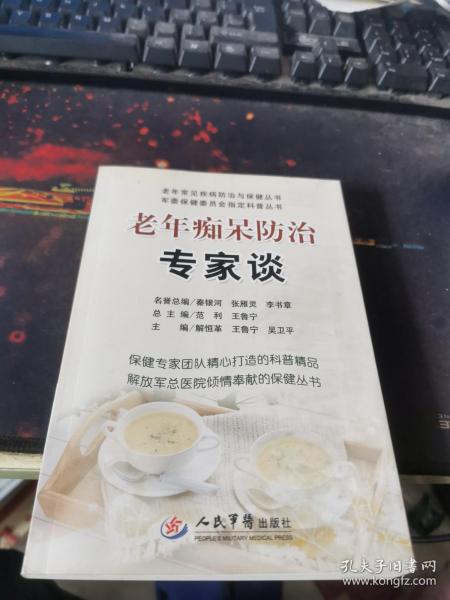 老年常见疾病防治与保健丛书
军委保健委员会指定科普丛书
老年痴呆防治
专家谈
名誉总编/秦银河 张雁灵 李书章
总主编/范利 王鲁宁
主编/解恒革 王鲁宁 吴卫平
保健专家团队精心打造的科普精品
解放军总医院倾情奉献的保健丛书
人民军医出版社
PEOPLE'S MILITARY MEDICAL PRESS
孔夫子旧书网
www.kongfz.com